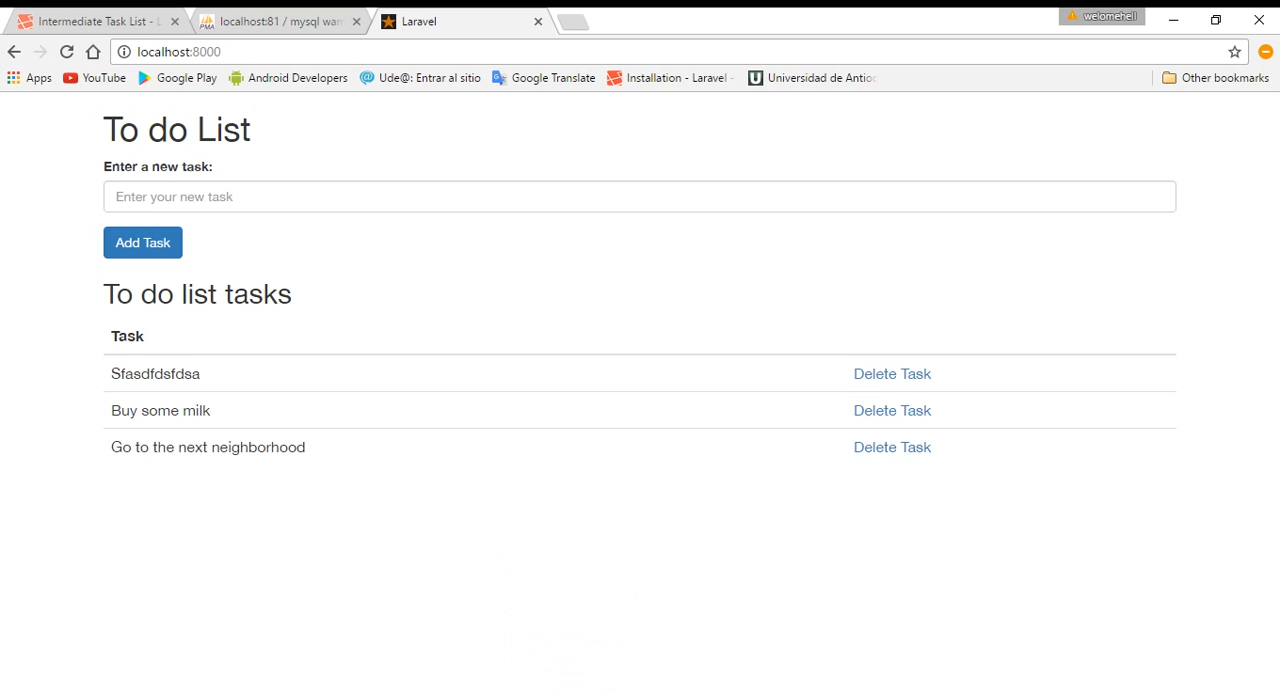 Intermediate Task List - L
localhost:81 / mysql wam
Laravel
welomehell
localhost:8000
Apps YouTube Google Play Android Developers Ude@: Entrar al sitio Google Translate Installation - Laravel - Universidad de Antioc Other bookmarks
To do List
Enter a new task:
Enter your new task
Add Task
To do list tasks
Task
Sfasdfdsfdsa Delete Task
Buy some milk Delete Task
Go to the next neighborhood Delete Task